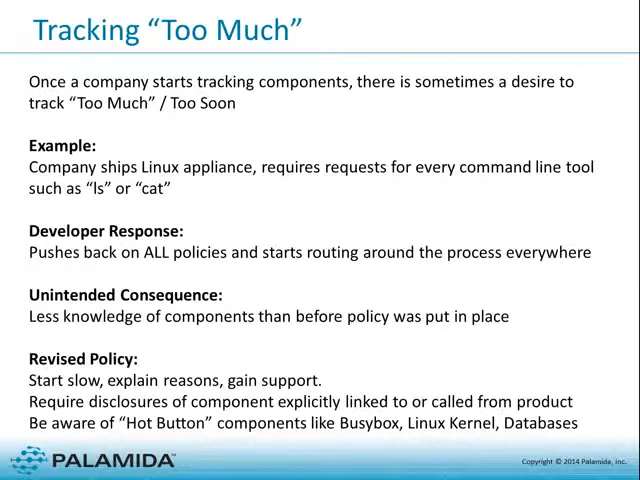 Tracking “Too Much”
Once a company starts tracking components, there is sometimes a desire to
track “Too Much” / Too Soon
Example:
Company ships Linux appliance, requires requests for every command line tool
such as “ls” or “cat”
Developer Response:
Pushes back on ALL policies and starts routing around the process everywhere
Unintended Consequence:
Less knowledge of components than before policy was put in place
Revised Policy:
Start slow, explain reasons, gain support.
Require disclosures of component explicitly linked to or called from product
Be aware of “Hot Button” components like Busybox, Linux Kernel, Databases
PALAMIDA™
Copyright © 2014 Palamida, Inc.